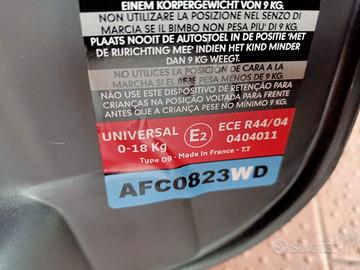 EINEM KÖRPERGEWICHT VON 9 KG.
NON UTILIZZARE LA POSIZIONE NEL SENZO DI
MARCIA SE IL BIMBO NON PESA PIU' DI 9 KG.
PLAATS NOOIT DE AUTOSTOEL IN DE POSITIE 'MET
DE RIJRICHTING MEE' INDIEN HET KIND MINDER
DAN 9 KG WEEGT.
NO UTILICES LA POSICION DE CARA A LA
MARCHA SI EL BEBE PESA MENOS DE 9 KG.
NÃO USE ESTE DISPOSITIVO DE RETENÇÃO PARA
CRIANÇAS NA POSIÇÃO VOLTADA PARA FRENTE
ANTES QUE A CRIANÇA PESE NO MÍNIMO 9 KG.
UNIVERSAL
0-18 Kg
E2
ECE R44/04
0404011
Type D9 - Made In France - T.T
AFC0823WD
subito